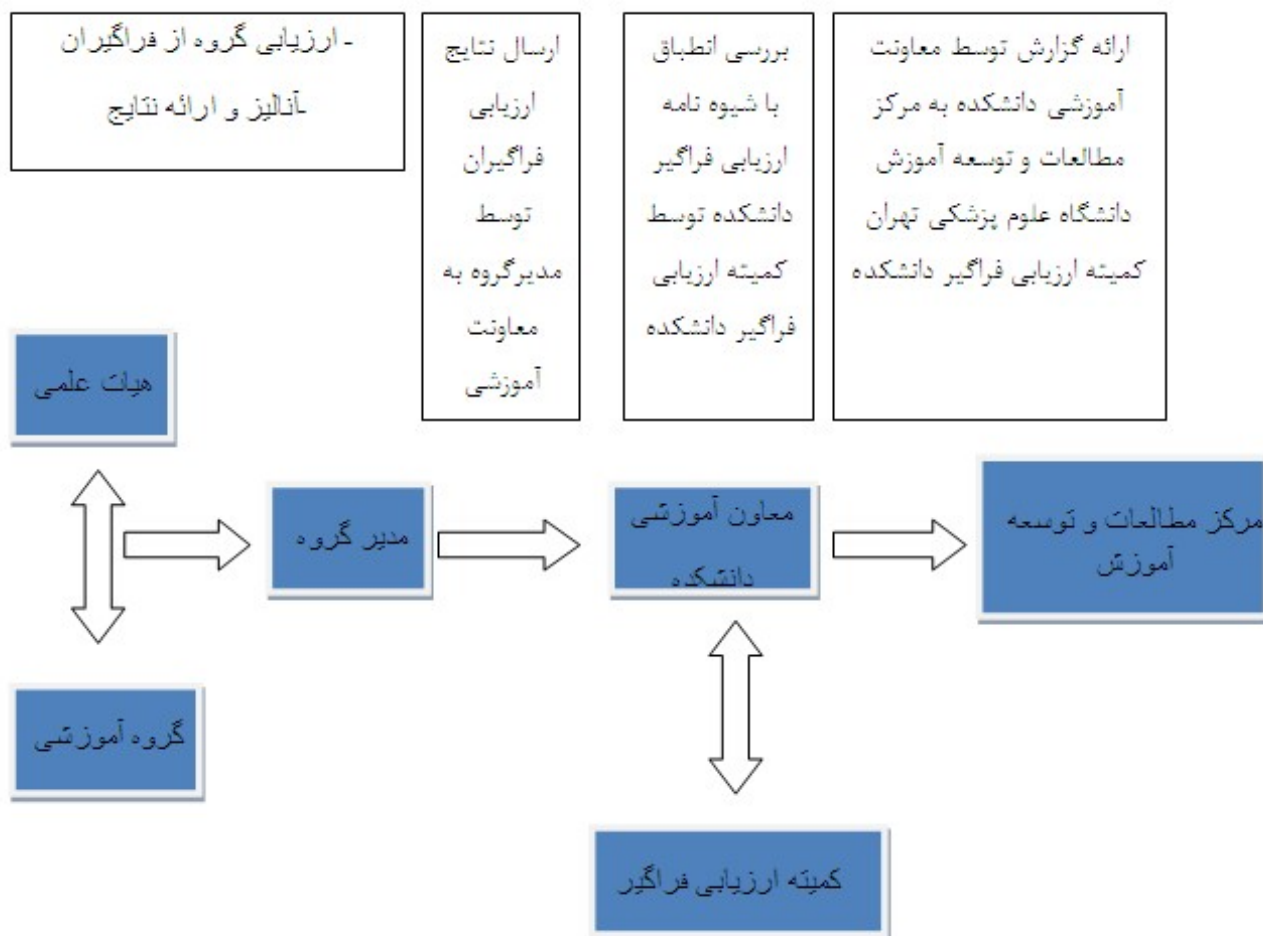 - ارزیابی گروه از فراگیران
-آنالیز و ارائه نتایج
ارسال نتایج
ارزیابی
فراگیران
توسط
مدیرگروه به
معاونت
آموزشی
بررسی انطباق
با شیوه نامه
ارزیابی فراگیر
دانشکده توسط
کمیته ارزیابی
فراگیر دانشکده
ارائه گزارش توسط معاونت
آموزشی دانشکده به مرکز
مطالعات و توسعه آموزش
دانشگاه علوم پزشکی تهران
کمیته ارزیابی فراگیر دانشکده
هیات علمی
مدیر گروه
معاون آموزشی
دانشکده
مرکز مطالعات و توسعه
آموزش
گروه آموزشی
کمیته ارزیابی فراگیر